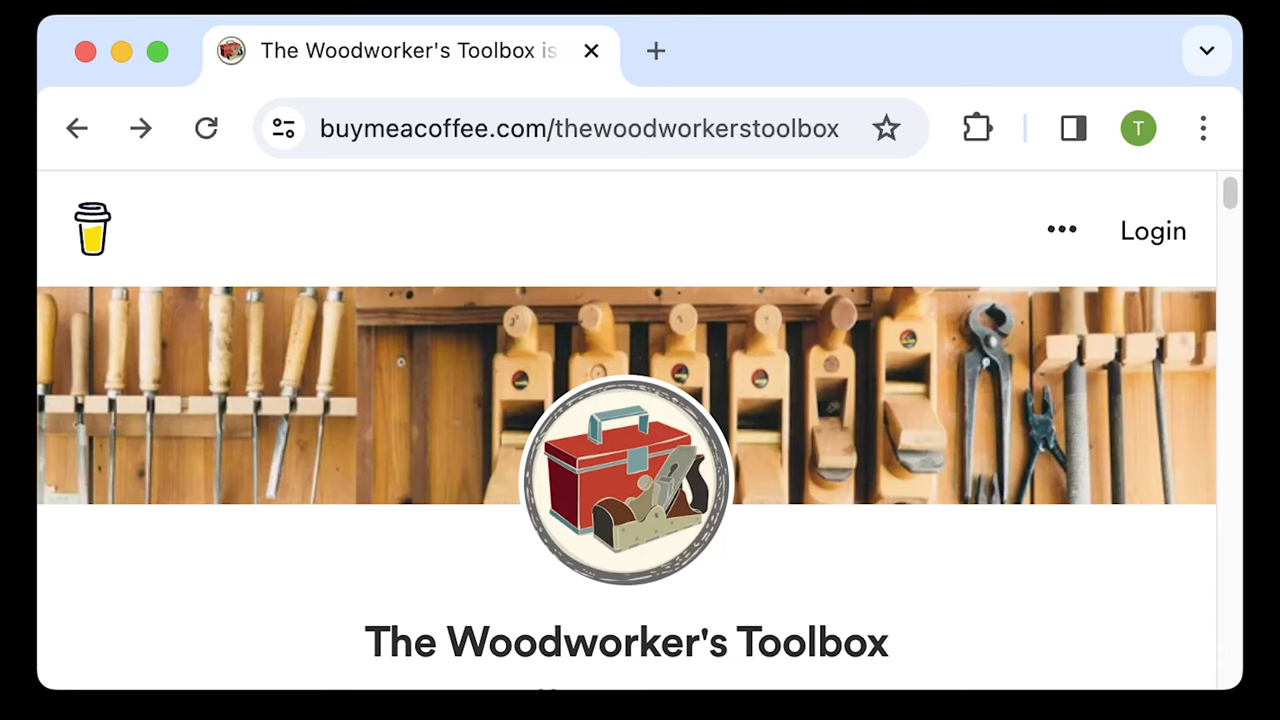 The Woodworker's Toolbox is
buymeacoffee.com/thewoodworkerstoolbox
T
Login
The Woodworker's Toolbox